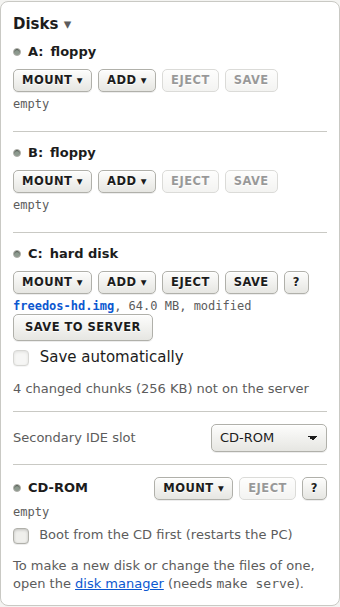 Disks ▾
A: floppy
MOUNT ▾ ADD ▾ EJECT SAVE
empty
B: floppy
MOUNT ▾ ADD ▾ EJECT SAVE
empty
C: hard disk
MOUNT ▾ ADD ▾ EJECT SAVE ?
freedos-hd.img, 64.0 MB, modified
SAVE TO SERVER
Save automatically
4 changed chunks (256 KB) not on the server
Secondary IDE slot CD-ROM
CD-ROM MOUNT ▾ EJECT ?
empty
Boot from the CD first (restarts the PC)
To make a new disk or change the files of one,
open the disk manager (needs make serve).